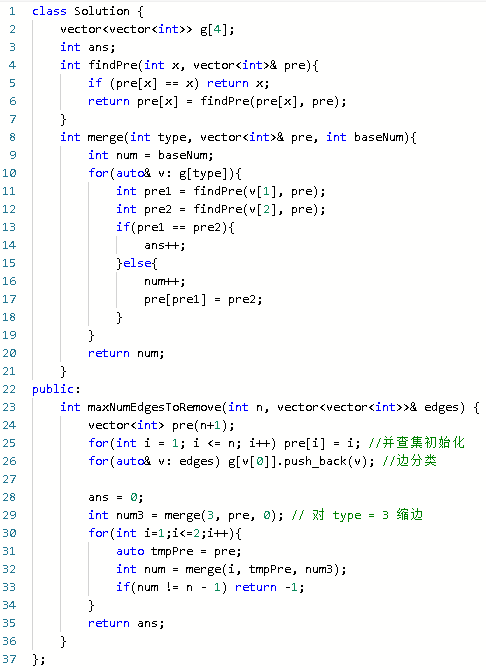 1 class Solution {
2     vector<vector<int>> g[4];
3     int ans;
4     int findPre(int x, vector<int>& pre){
5         if (pre[x] == x) return x;
6         return pre[x] = findPre(pre[x], pre);
7     }
8     int merge(int type, vector<int>& pre, int baseNum){
9         int num = baseNum;
10         for(auto& v: g[type]){
11             int pre1 = findPre(v[1], pre);
12             int pre2 = findPre(v[2], pre);
13             if(pre1 == pre2){
14                 ans++;
15             }else{
16                 num++;
17                 pre[pre1] = pre2;
18             }
19         }
20         return num;
21     }
22 public:
23     int maxNumEdgesToRemove(int n, vector<vector<int>>& edges) {
24         vector<int> pre(n+1);
25         for(int i = 1; i <= n; i++) pre[i] = i; //并查集初始化
26         for(auto& v: edges) g[v[0]].push_back(v); //边分类
27
28         ans = 0;
29         int num3 = merge(3, pre, 0); // 对 type = 3 缩边
30         for(int i=1;i<=2;i++){
31             auto tmpPre = pre;
32             int num = merge(i, tmpPre, num3);
33             if(num != n - 1) return -1;
34         }
35         return ans;
36     }
37 };